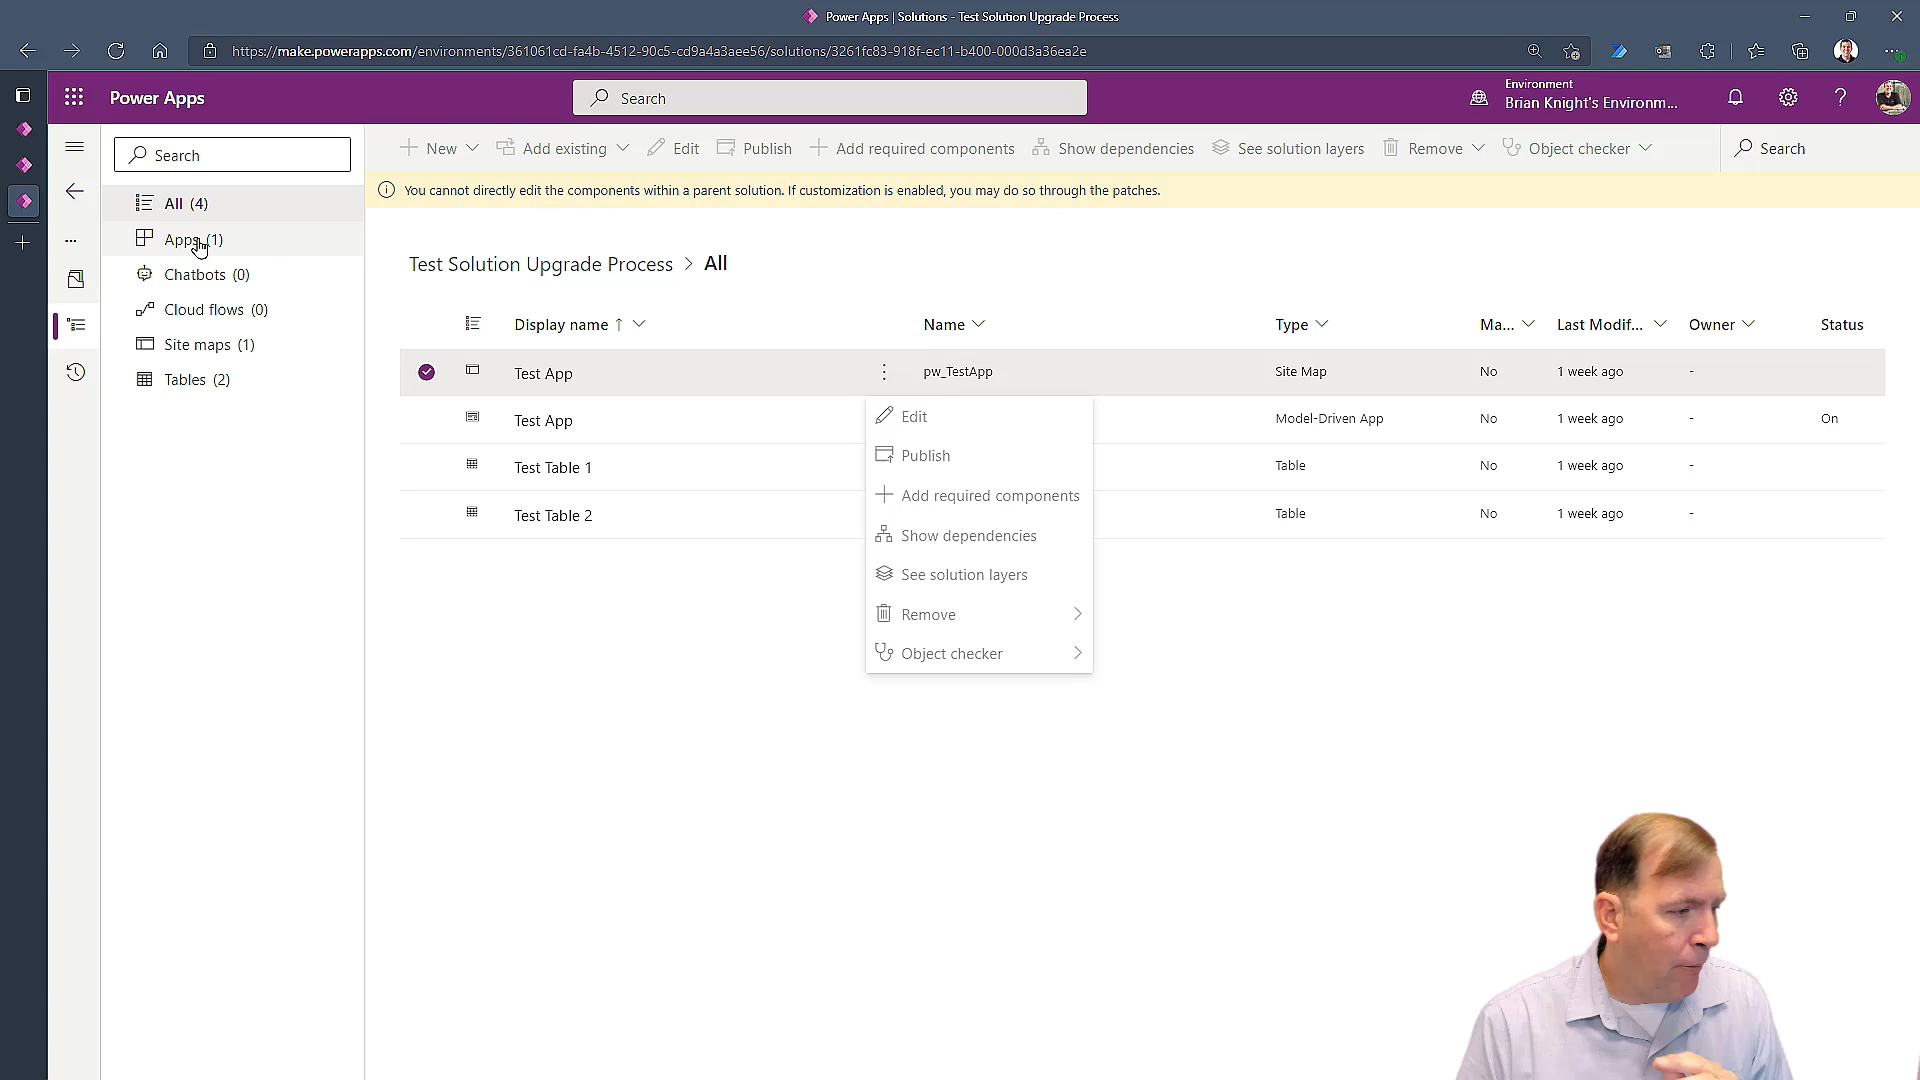 Power Apps | Solutions - Test Solution Upgrade Process
https://make.powerapps.com/environments/361061cd-fa4b-4512-90c5-cd9a4a3aee56/solutions/3261fc83-918f-ec11-b400-000d3a36ea2e
Power Apps
Search
Environment
Brian Knight's Environm...
Search
New
Add existing
Edit
Publish
Add required components
Show dependencies
See solution layers
Remove
Object checker
Search
You cannot directly edit the components within a parent solution. If customization is enabled, you may do so through the patches.
All (4)
Apps (1)
Chatbots (0)
Cloud flows (0)
Site maps (1)
Tables (2)
Test Solution Upgrade Process > All
Display name ↑ Name Type Ma... Last Modif... Owner Status
Test App pw_TestApp Site Map No 1 week ago -
Test App Model-Driven App No 1 week ago - On
Test Table 1 Table No 1 week ago -
Test Table 2 Table No 1 week ago -
Edit
Publish
Add required components
Show dependencies
See solution layers
Remove
Object checker